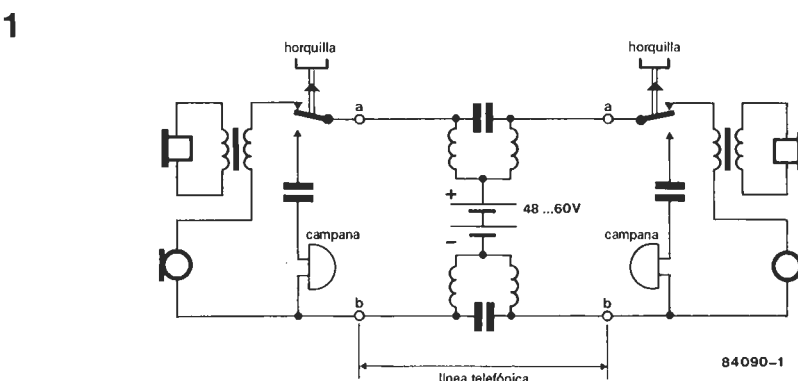 1
horquilla
horquilla
a
a
+
48 ...60V
campana
campana
−
b
b
84090-1
línea telefónica